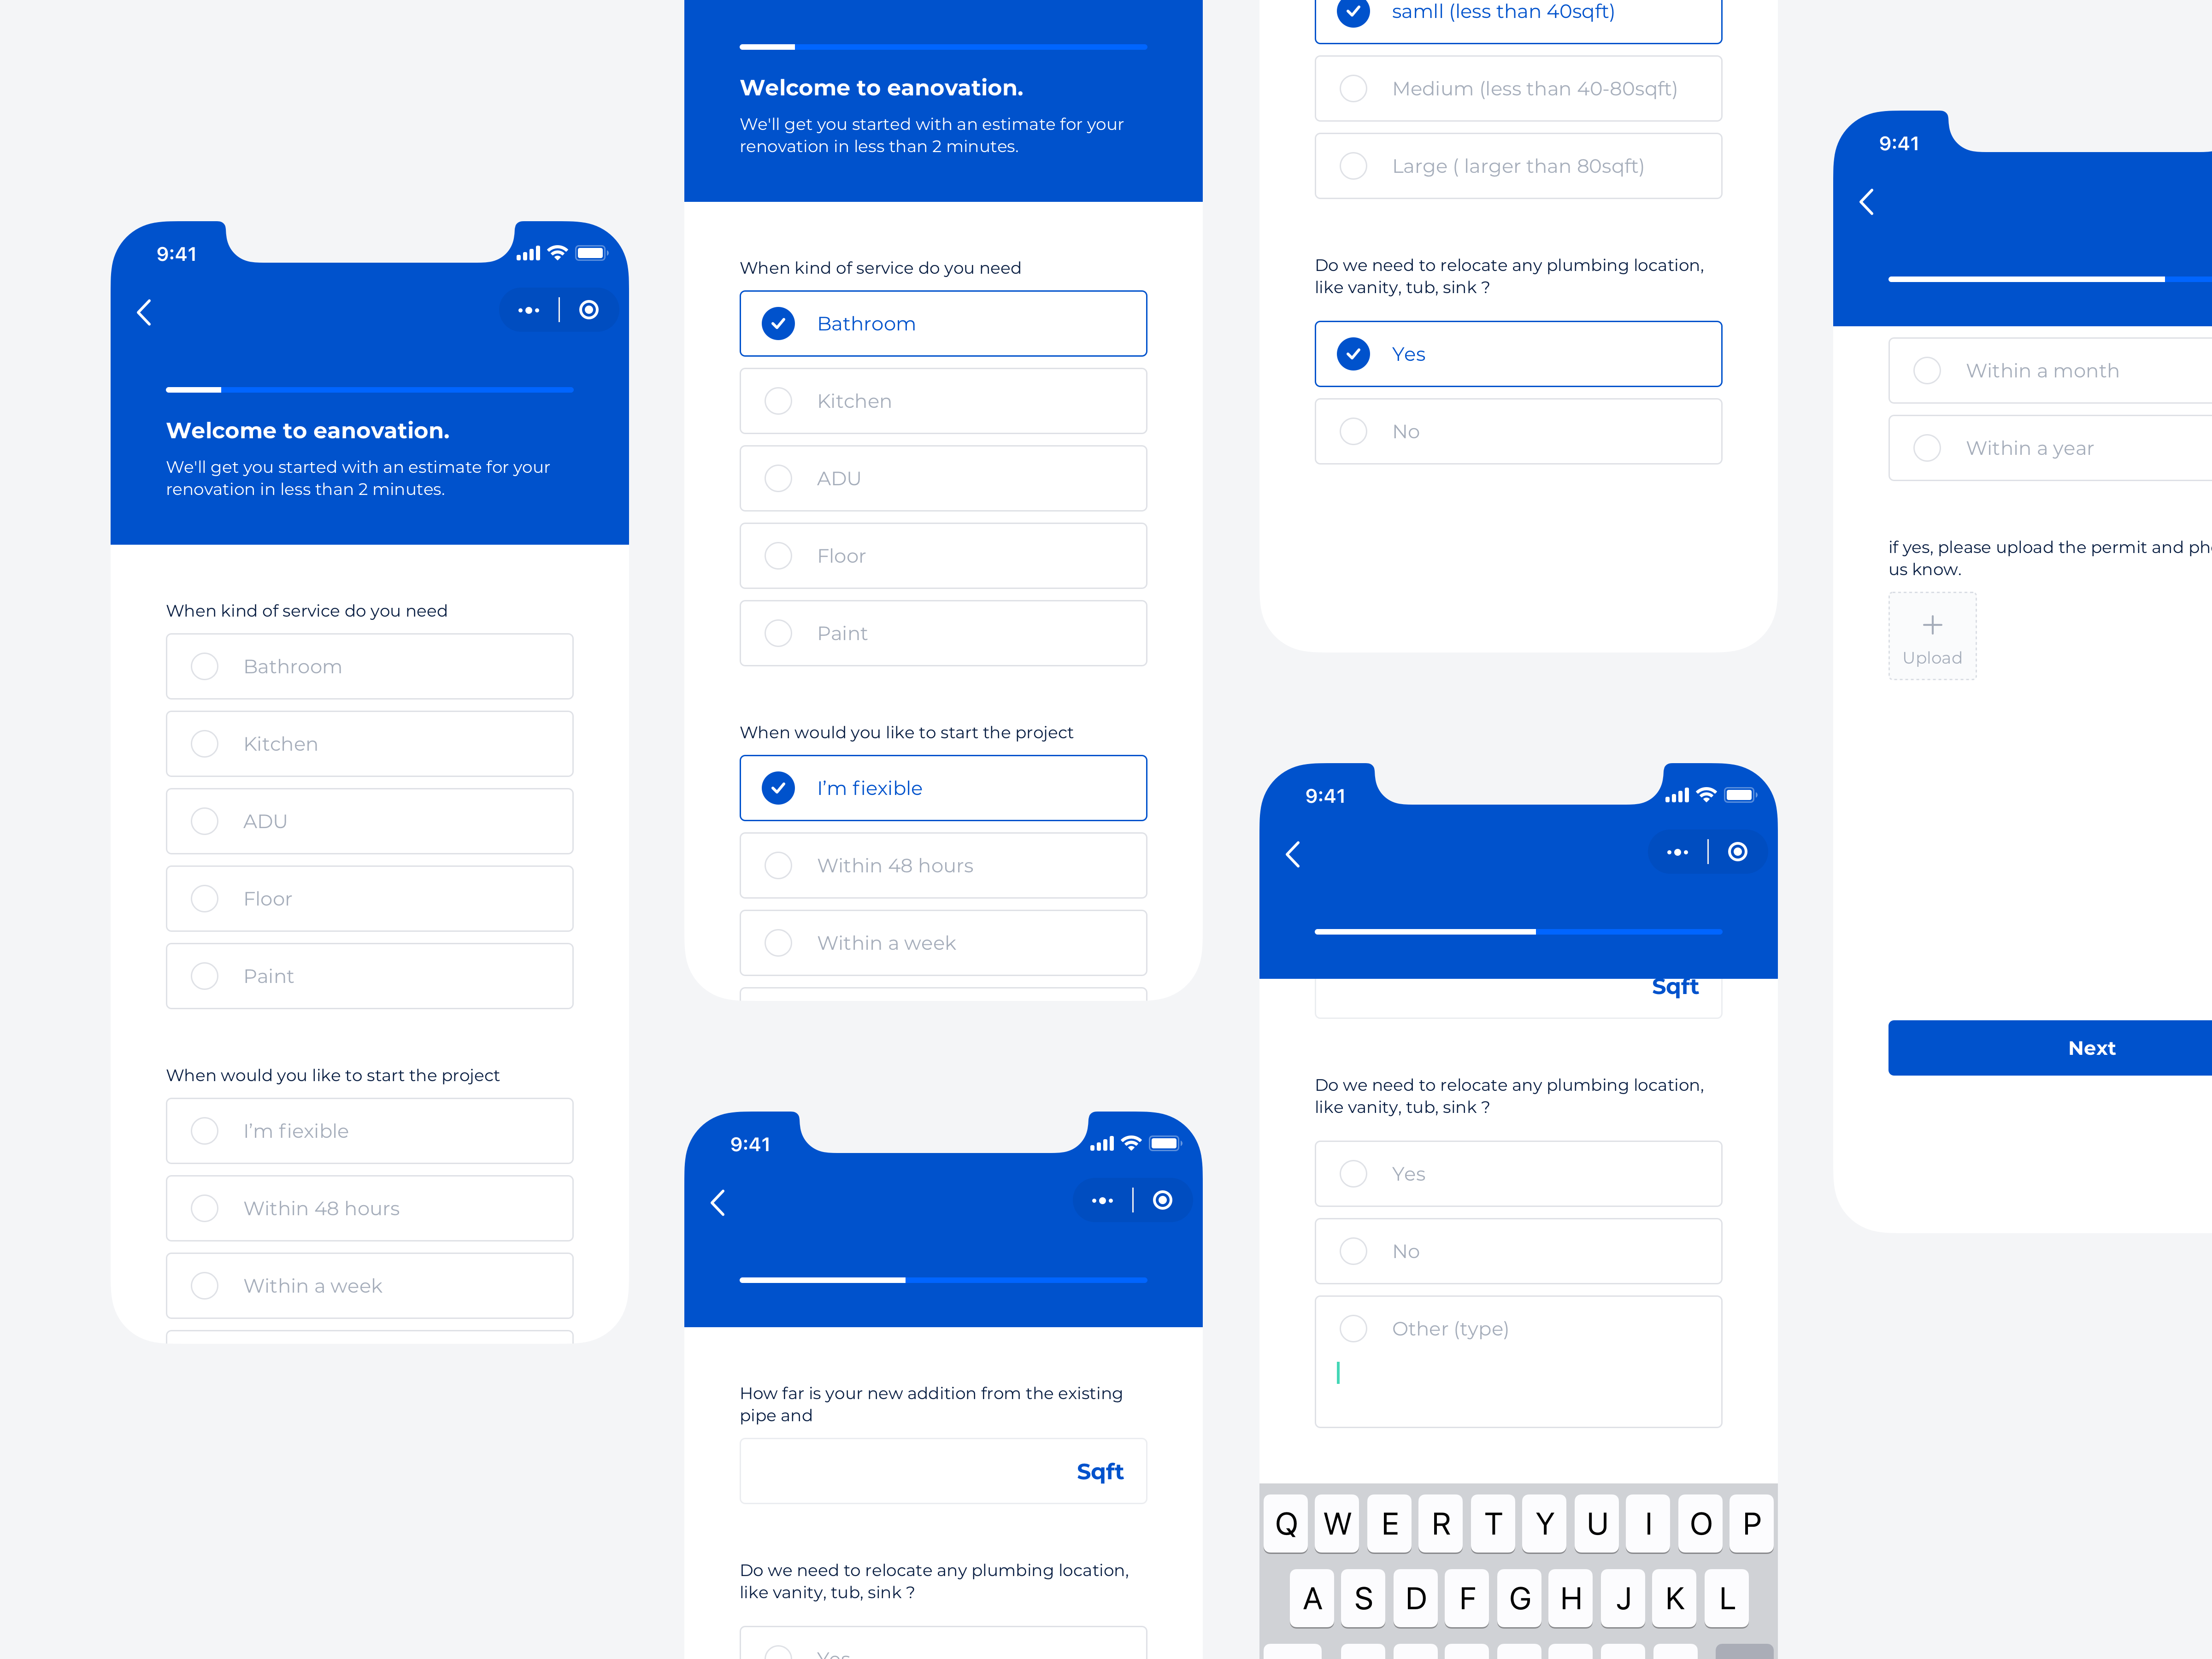 9:41
Welcome to eanovation.
We'll get you started with an estimate for your
renovation in less than 2 minutes.
When kind of service do you need
Bathroom
Kitchen
ADU
Floor
Paint
When would you like to start the project
I'm fiexible
Within 48 hours
Within a week
Welcome to eanovation.
We'll get you started with an estimate for your
renovation in less than 2 minutes.
When kind of service do you need
Bathroom
Kitchen
ADU
Floor
Paint
When would you like to start the project
I'm fiexible
Within 48 hours
Within a week
9:41
How far is your new addition from the existing
pipe and
Sqft
Do we need to relocate any plumbing location,
like vanity, tub, sink ?
Yes
samll (less than 40sqft)
Medium (less than 40-80sqft)
Large ( larger than 80sqft)
Do we need to relocate any plumbing location,
like vanity, tub, sink ?
Yes
No
9:41
Sqft
Do we need to relocate any plumbing location,
like vanity, tub, sink ?
Yes
No
Other (type)
Q W E R T Y U I O P
A S D F G H J K L
9:41
Within a month
Within a year
if yes, please upload the permit and
us know.
Upload
Next